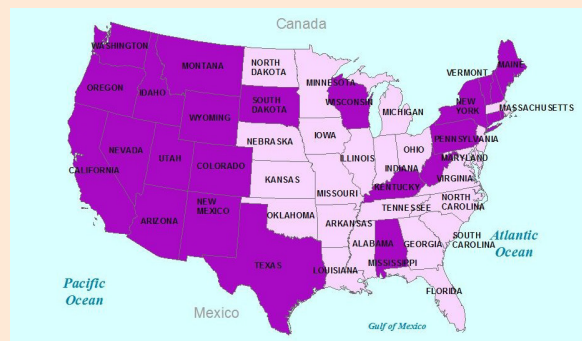 Canada
WASHINGTON
MONTANA
NORTH
DAKOTA
MINNESOTA
VERMONT
MAINE
OREGON
IDAHO
SOUTH
DAKOTA
WISCONSIN
MICHIGAN
NEW
YORK
MASSACHUSETTS
WYOMING
NEBRASKA
IOWA
PENNSYLVANIA
NEVADA
UTAH
COLORADO
ILLINOIS
INDIANA
OHIO
MARYLAND
CALIFORNIA
KANSAS
MISSOURI
KENTUCKY
VIRGINIA
ARIZONA
NEW
MEXICO
OKLAHOMA
ARKANSAS
TENNESSEE
NORTH
CAROLINA
SOUTH
CAROLINA
Atlantic
Ocean
TEXAS
LOUISIANA
MISSISSIPPI
ALABAMA
GEORGIA
FLORIDA
Pacific
Ocean
Mexico
Gulf of Mexico